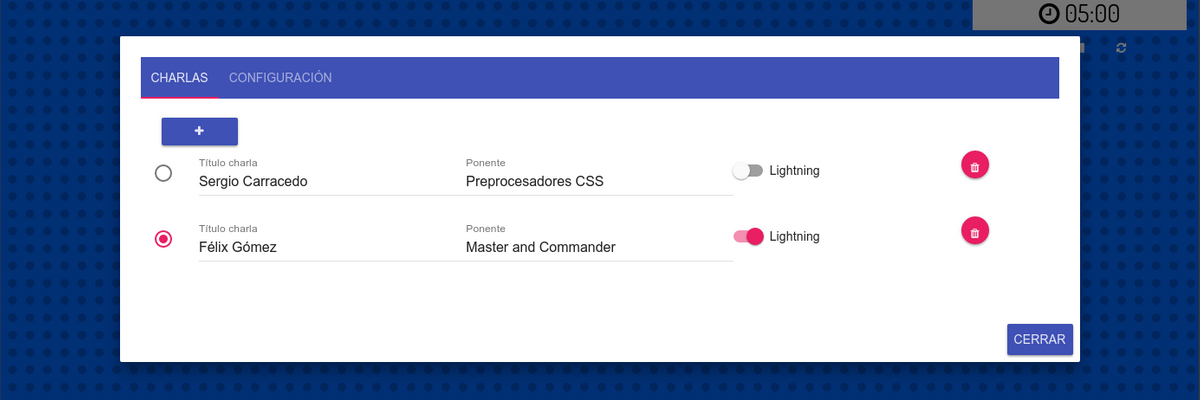 05:00
CHARLAS CONFIGURACIÓN
+
Título charla Ponente
Sergio Carracedo Preprocesadores CSS Lightning
Título charla Ponente
Félix Gómez Master and Commander Lightning
CERRAR